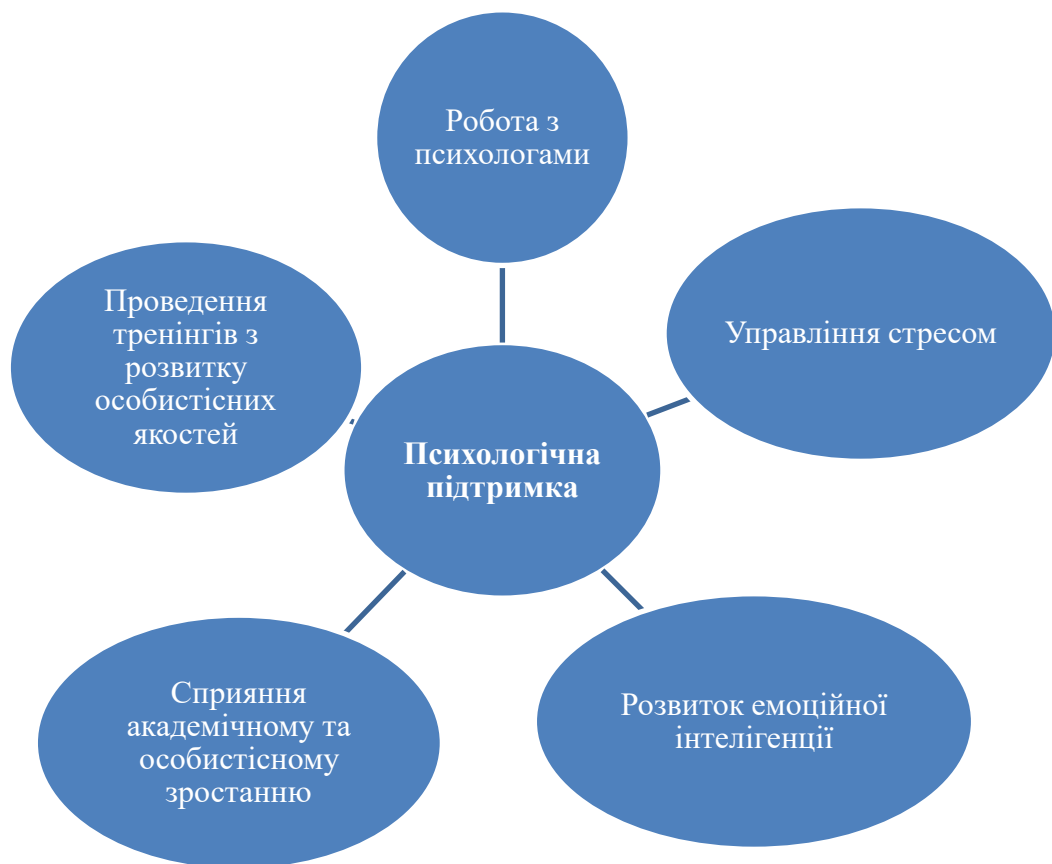 Робота з
психологами
Управління стресом
Проведення
тренінгів з
розвитку
особистісних
якостей
Психологічна
підтримка
Сприяння
академічному та
особистісному
зростанню
Розвиток емоційної
інтелігенції